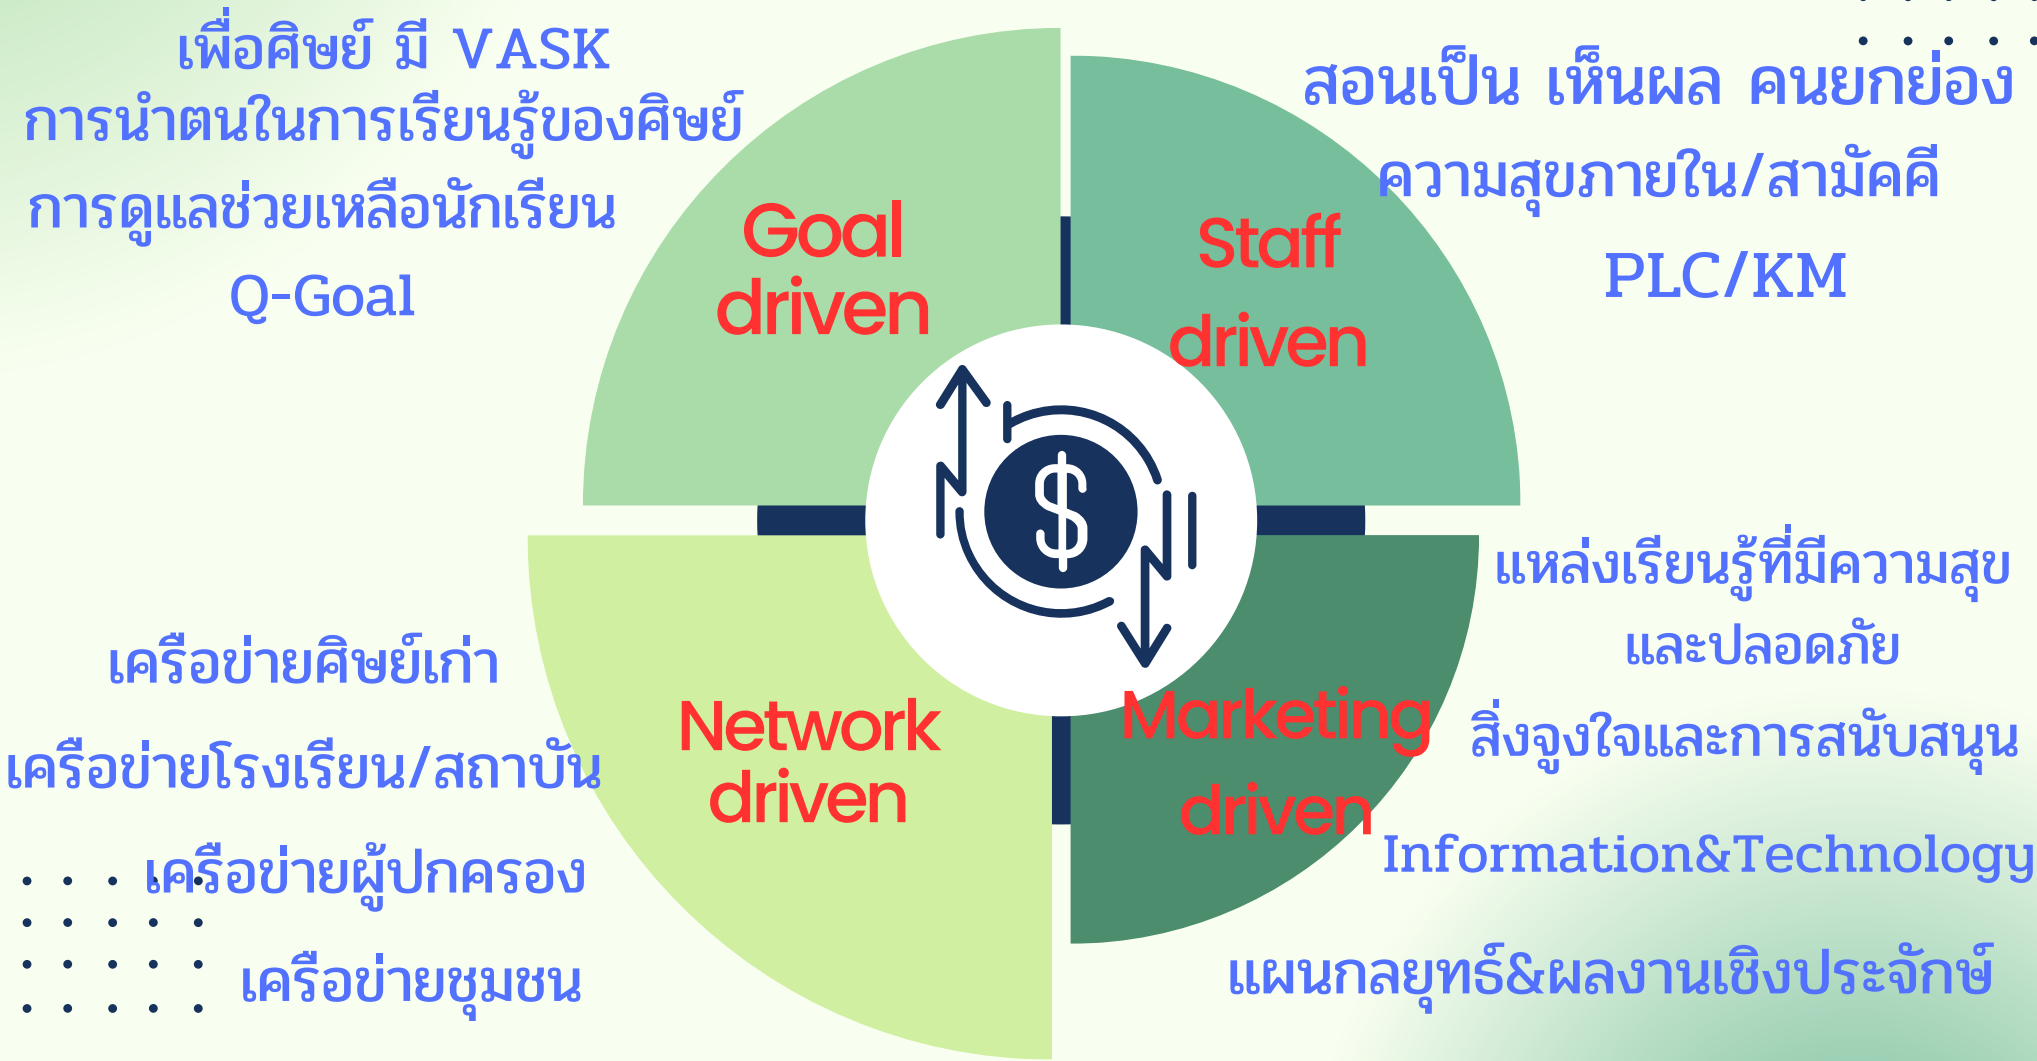 เพื่อศิษย์ มี VASK
การนำตนในการเรียนรู้ของศิษย์
การดูแลช่วยเหลือนักเรียน
Q-Goal
Goal
driven
สอนเป็น เห็นผล คนยกย่อง
ความสุขภายใน/สามัคคี
PLC/KM
Staff
driven
$
เครือข่ายศิษย์เก่า
เครือข่ายโรงเรียน/สถาบัน
เครือข่ายผู้ปกครอง
เครือข่ายชุมชน
Network
driven
แหล่งเรียนรู้ที่มีความสุข
และปลอดภัย
สิ่งจูงใจและการสนับสนุน
Information&Technology
แผนกลยุทธ์&ผลงานเชิงประจักษ์
Marketing
driven